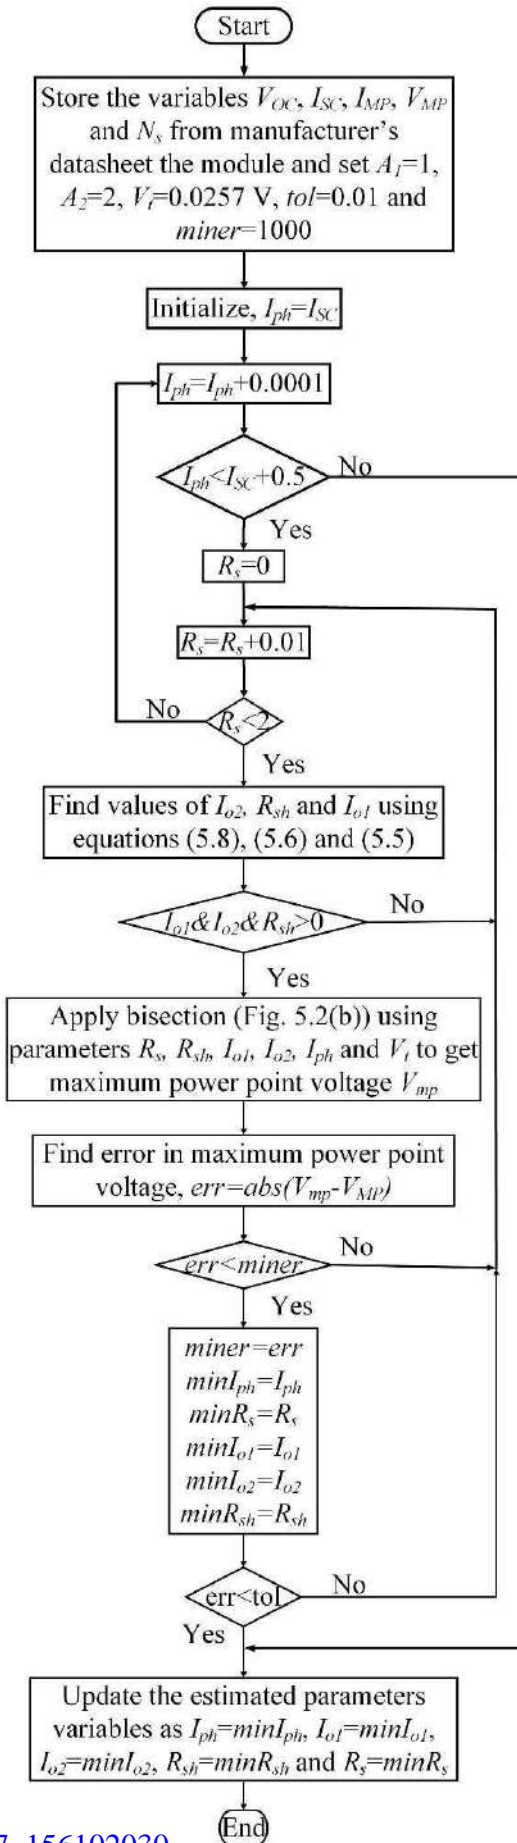 Start
Store the variables V_OC, I_SC, I_MP, V_MP
and N_s from manufacturer's
datasheet the module and set A_1=1,
A_2=2, V_t=0.0257 V, tol=0.01 and
miner=1000
Initialize, I_ph=I_SC
I_ph=I_ph+0.0001
I_ph<I_SC+0.5
No
Yes
R_s=0
R_s=R_s+0.01
No
R_s<2
Yes
Find values of I_o2, R_sh and I_o1 using
equations (5.8), (5.6) and (5.5)
I_o1&I_o2&R_sh>0
No
Yes
Apply bisection (Fig. 5.2(b)) using
parameters R_s, R_sh, I_o1, I_o2, I_ph and V_t to get
maximum power point voltage V_mp
Find error in maximum power point
voltage, err=abs(V_mp-V_MP)
err<miner
No
Yes
miner=err
minI_ph=I_ph
minR_s=R_s
minI_o1=I_o1
minI_o2=I_o2
minR_sh=R_sh
err<tol
No
Yes
Update the estimated parameters
variables as I_ph=minI_ph, I_o1=minI_o1,
I_o2=minI_o2, R_sh=minR_sh and R_s=minR_s
End